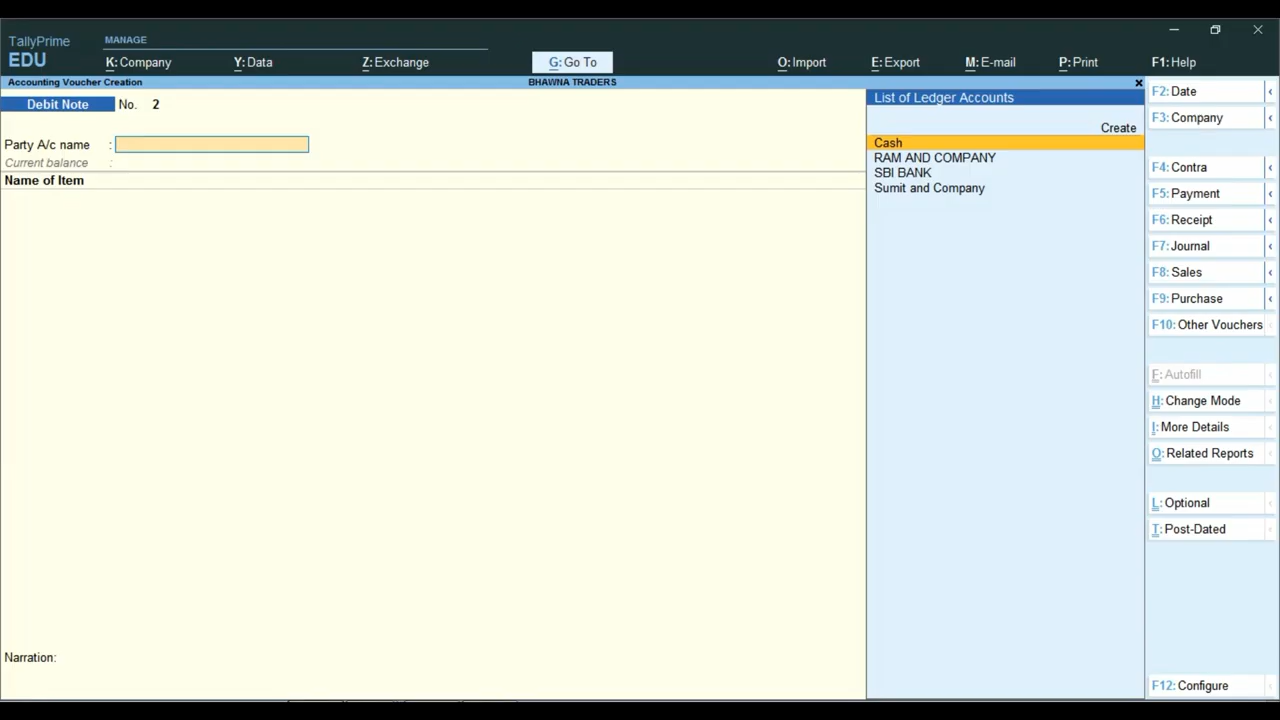 TallyPrime
EDU
MANAGE
K: Company
Y: Data
Z: Exchange
G: Go To
O: Import
E: Export
M: E-mail
P: Print
F1: Help
Accounting Voucher Creation
BHAWNA TRADERS
Debit Note No. 2
Party A/c name :
Current balance :
Name of Item
Narration:
List of Ledger Accounts
Create
Cash
RAM AND COMPANY
SBI BANK
Sumit and Company
F2: Date
F3: Company
F4: Contra
F5: Payment
F6: Receipt
F7: Journal
F8: Sales
F9: Purchase
F10: Other Vouchers
F: Autofill
H: Change Mode
I: More Details
O: Related Reports
L: Optional
T: Post-Dated
F12: Configure